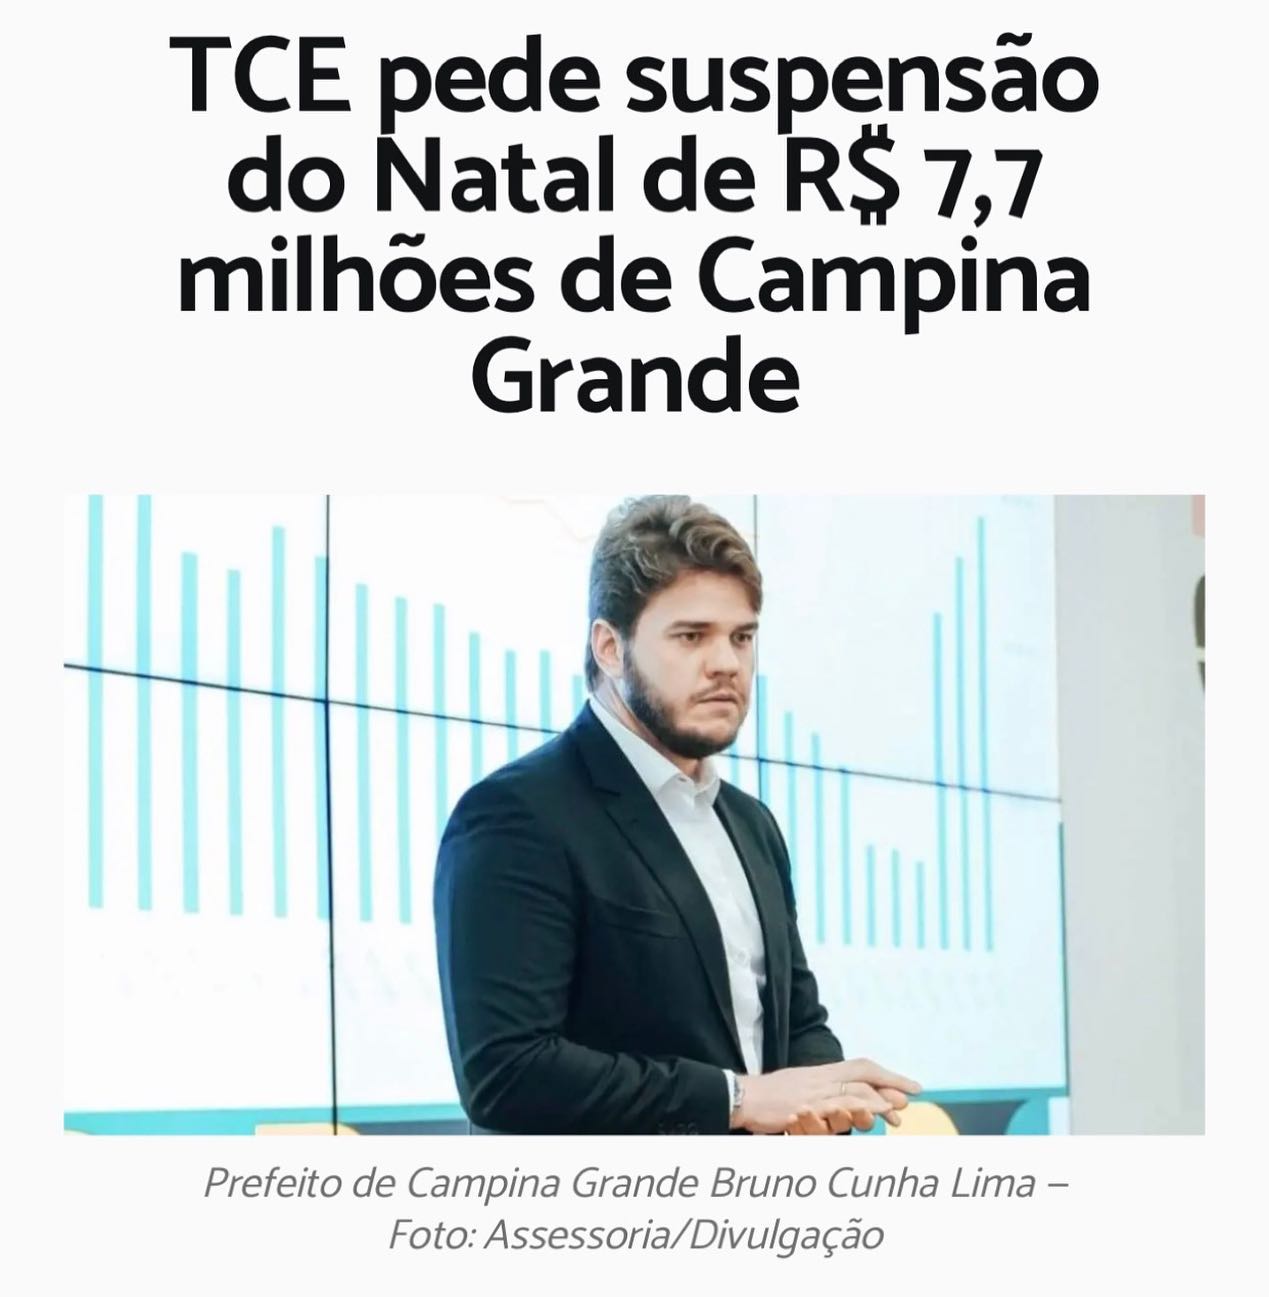 TCE pede suspensão
do Natal de R$ 7,7
milhões de Campina
Grande
Prefeito de Campina Grande Bruno Cunha Lima –
Foto: Assessoria/Divulgação